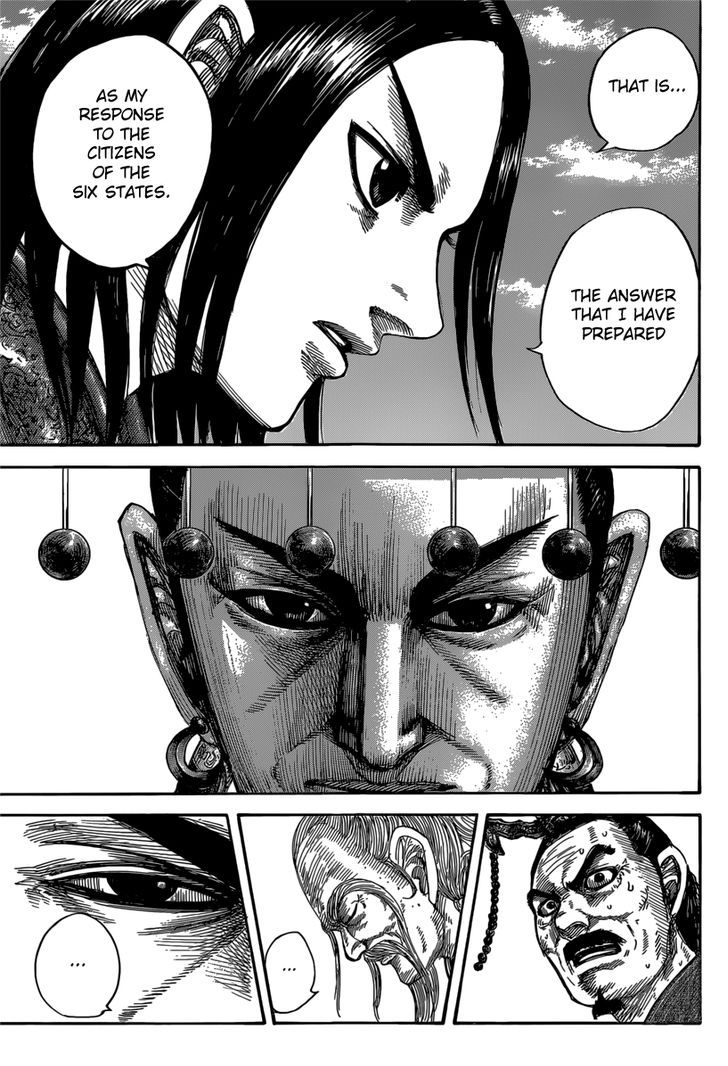 THAT IS...
THE ANSWER
THAT I HAVE
PREPARED
AS MY
RESPONSE
TO THE
CITIZENS
OF THE
SIX STATES.
...
...